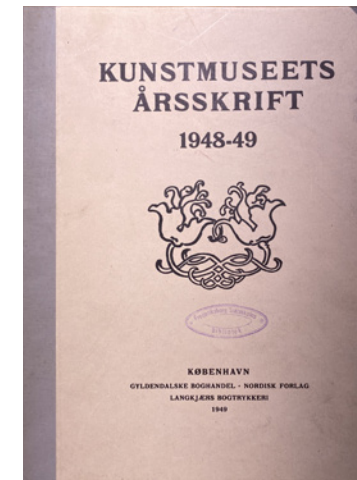 KUNSTMUSEETS
ÅRSSKRIFT
1948-49
KØBENHAVN
GYLDENDALSKE BOGHANDEL - NORDISK FORLAG
LANGKJÆRS BOGTRYKKERI
1949